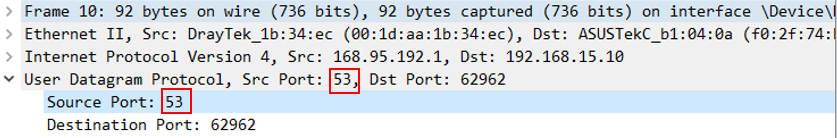 Frame 10: 92 bytes on wire (736 bits), 92 bytes captured (736 bits) on interface \Device\
Ethernet II, Src: DrayTek_1b:34:ec (00:1d:aa:1b:34:ec), Dst: ASUSTekC_b1:04:0a (f0:2f:74:
Internet Protocol Version 4, Src: 168.95.192.1, Dst: 192.168.15.10
User Datagram Protocol, Src Port: 53, Dst Port: 62962
Source Port: 53
Destination Port: 62962